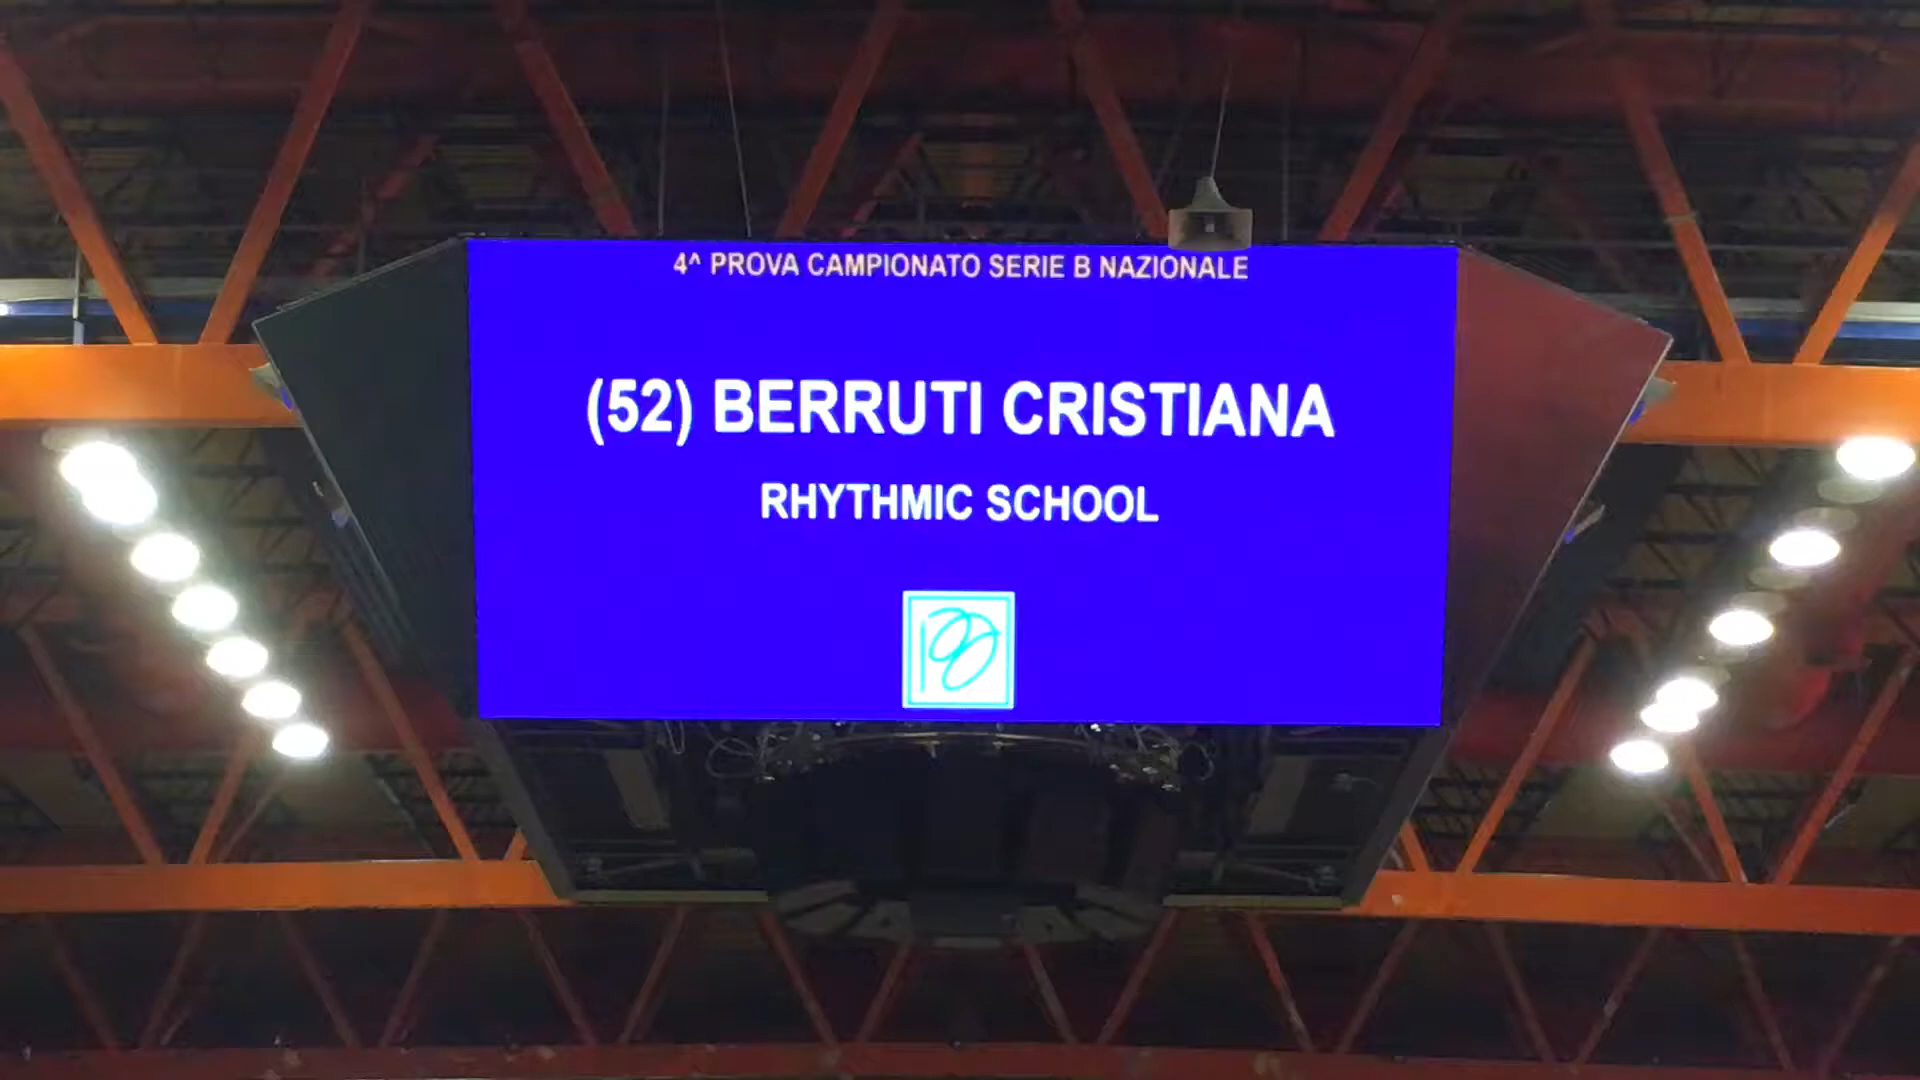 4^ PROVA CAMPIONATO SERIE B NAZIONALE
(52) BERRUTI CRISTIANA
RHYTHMIC SCHOOL